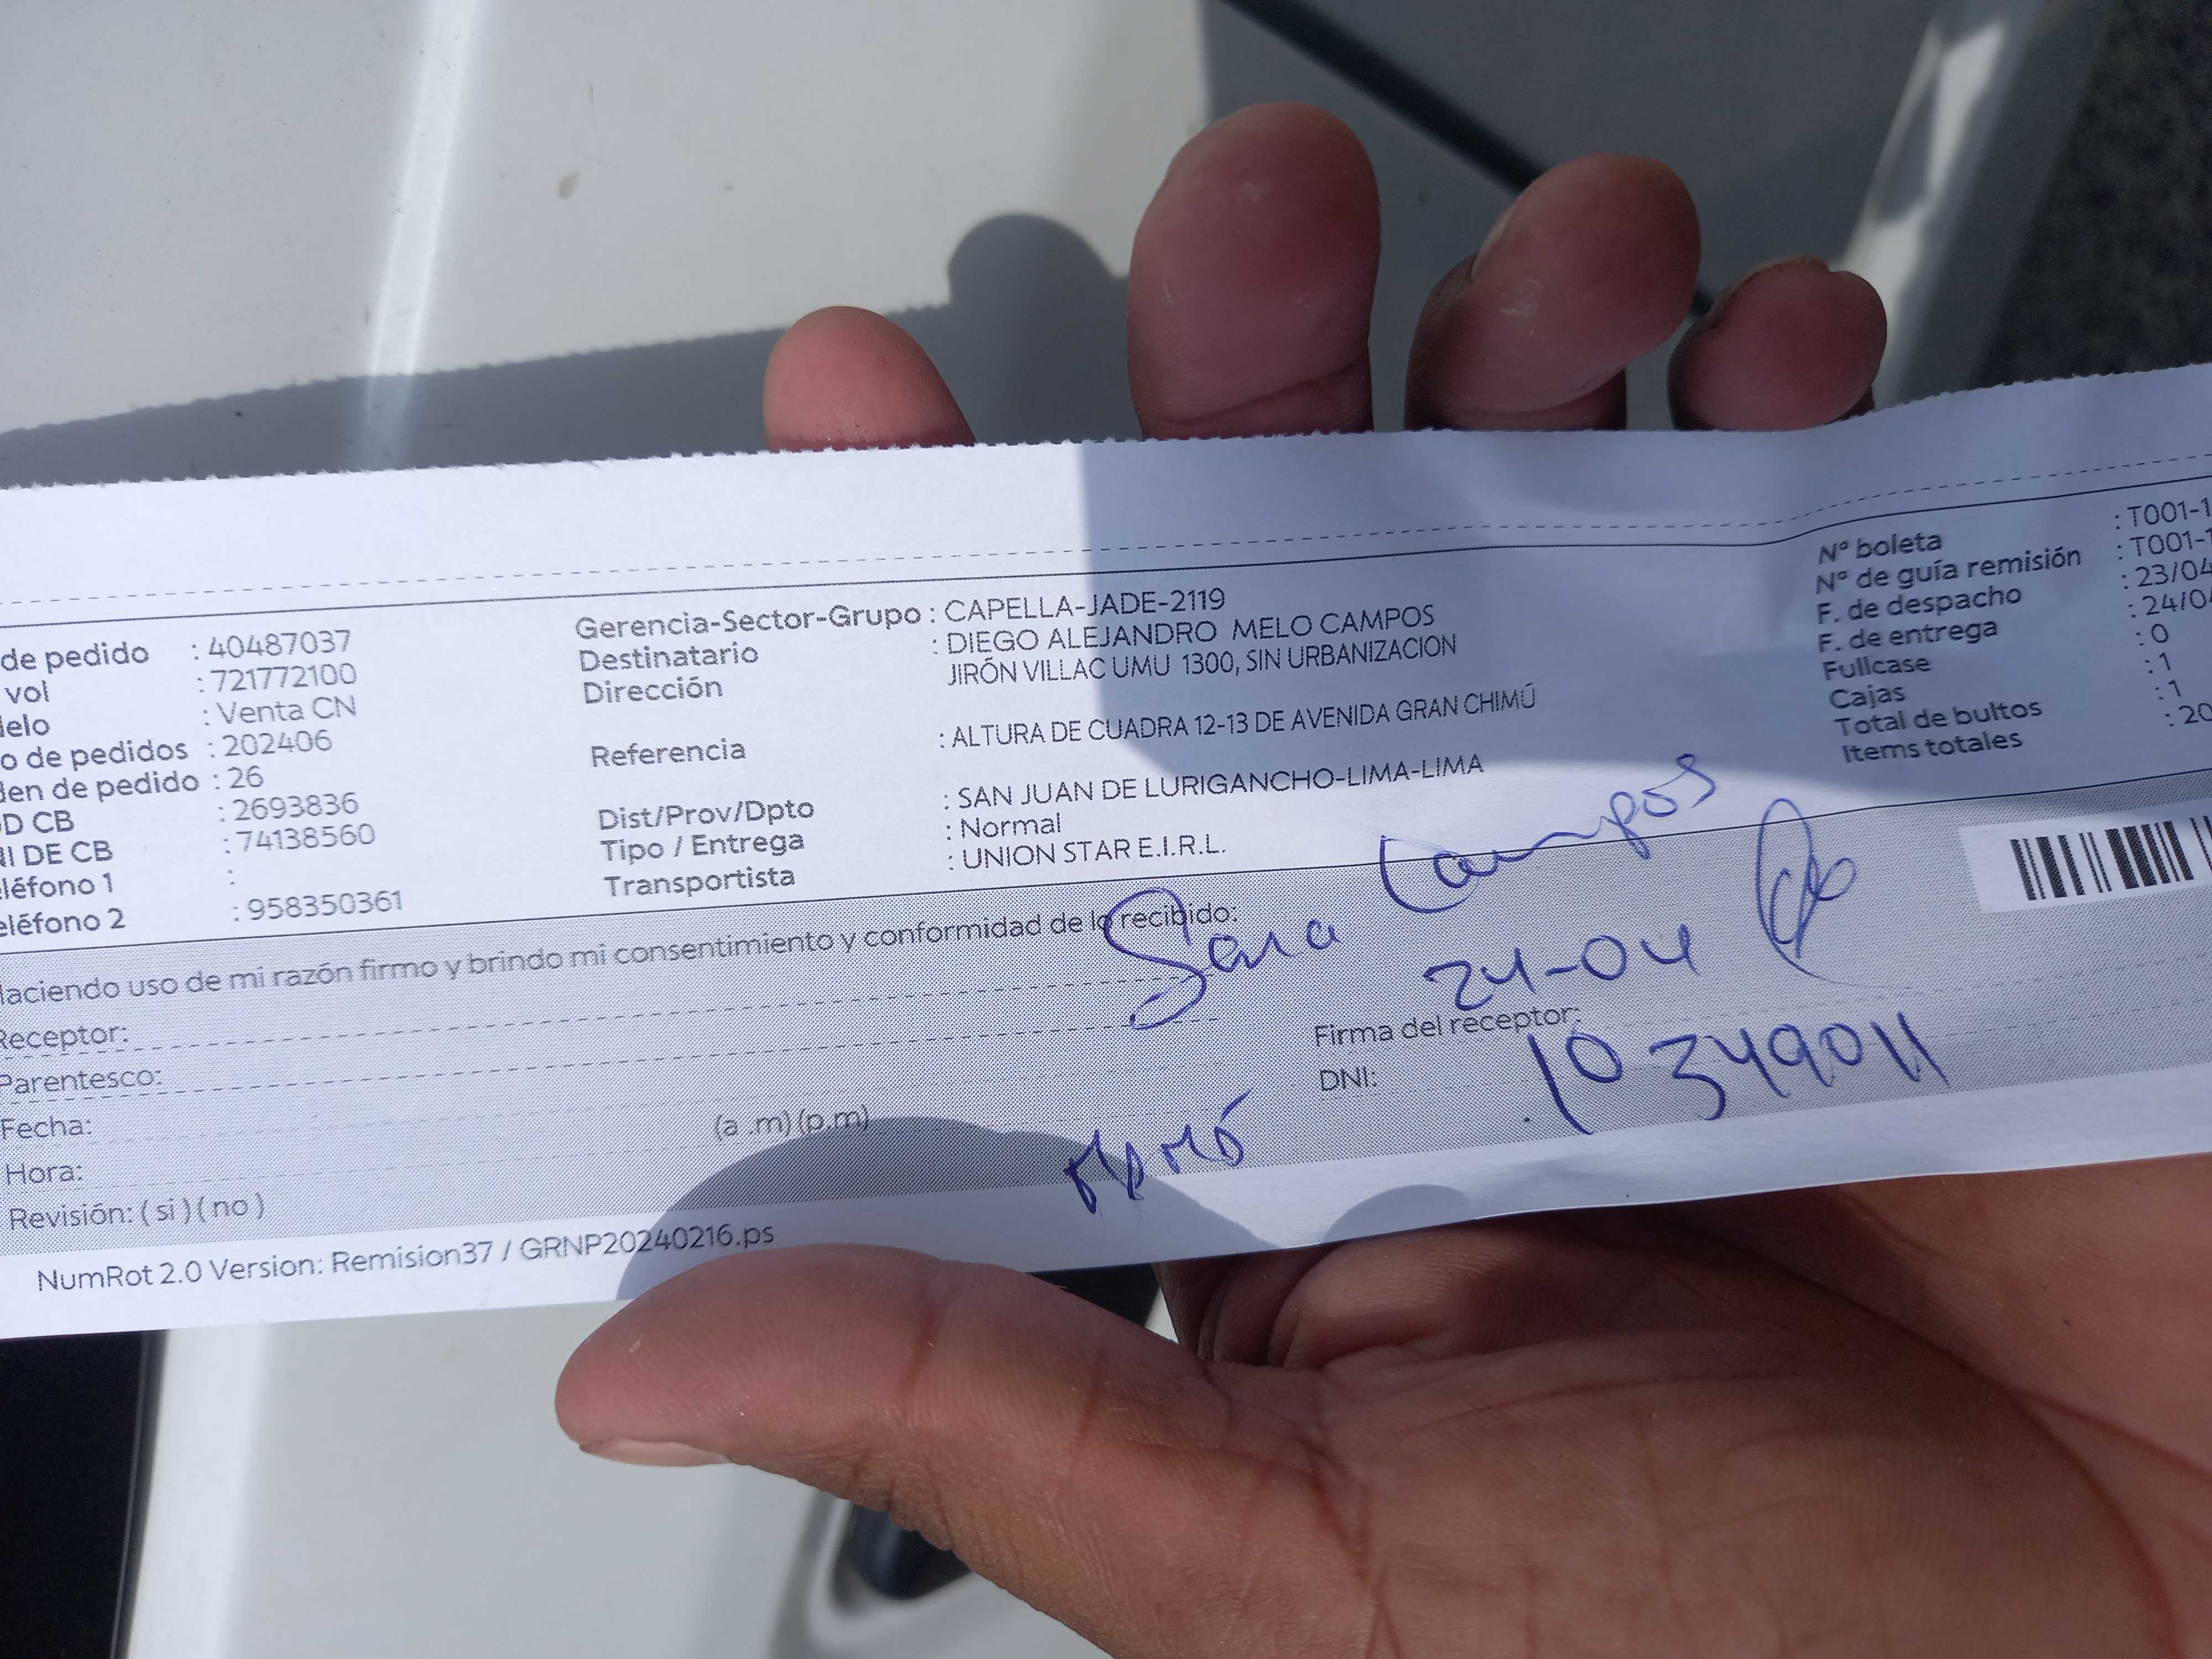 de pedido : 40487037
vol : 721772100
elo : Venta CN
o de pedidos : 202406
den de pedido : 26
D CB : 2693836
NI DE CB : 74138560
eléfono 1 :
eléfono 2 : 958350361
Gerencia-Sector-Grupo : CAPELLA-JADE-2119
Destinatario : DIEGO ALEJANDRO MELO CAMPOS
Dirección JIRÓN VILLAC UMU 1300, SIN URBANIZACION
Referencia : ALTURA DE CUADRA 12-13 DE AVENIDA GRAN CHIMÚ
Dist/Prov/Dpto : SAN JUAN DE LURIGANCHO-LIMA-LIMA
Tipo / Entrega : Normal
Transportista : UNION STAR E.I.R.L.
Nº boleta : T001-1
Nº de guía remisión : T001-1
F. de despacho : 23/04
F. de entrega : 24/04
Fullcase : 0
Cajas : 1
Total de bultos : 1
Items totales : 20
Haciendo uso de mi razón firmo y brindo mi consentimiento y conformidad de lo recibido:
Sara Campos
24-04
Receptor:
Parentesco:
Fecha:
Hora: (a .m) (p.m)
Revisión: ( si ) ( no )
Firma del receptor:
DNI: 10349011
NumRot 2.0 Version: Remision37 / GRNP20240216.ps